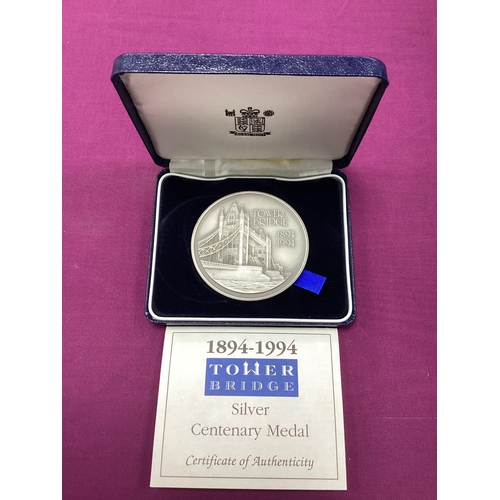 TOWER
BRIDGE
1894
1994
1894-1994
TOWER
BRIDGE
Silver
Centenary Medal
Certificate of Authenticity